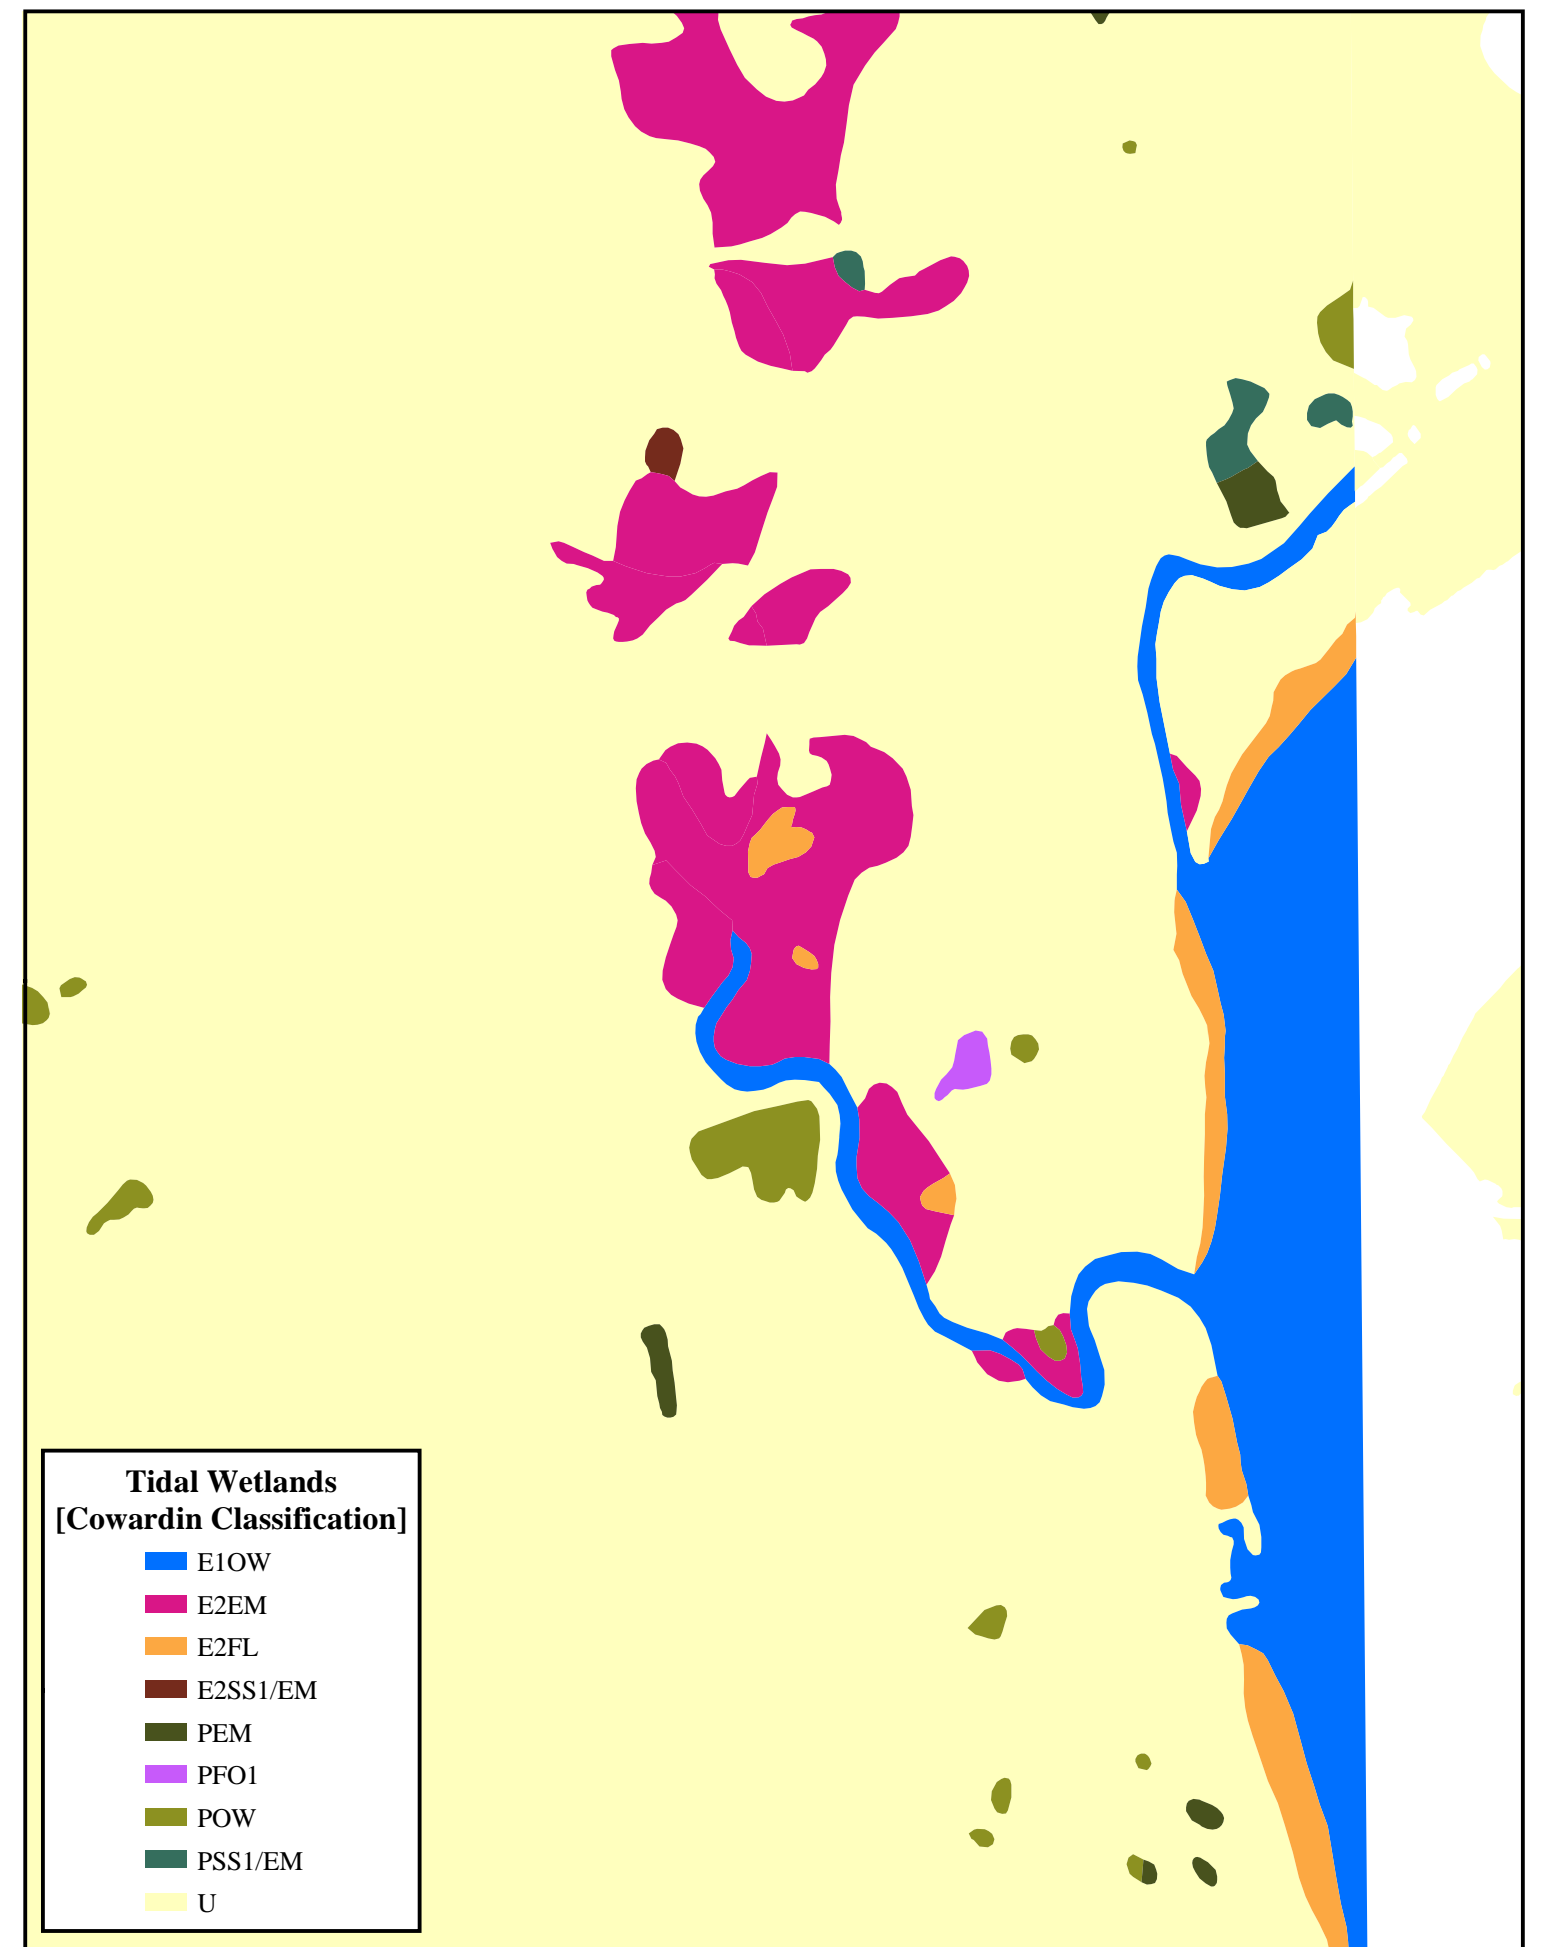 Tidal Wetlands
[Cowardin Classification]
E1OW
E2EM
E2FL
E2SS1/EM
PEM
PFO1
POW
PSS1/EM
U